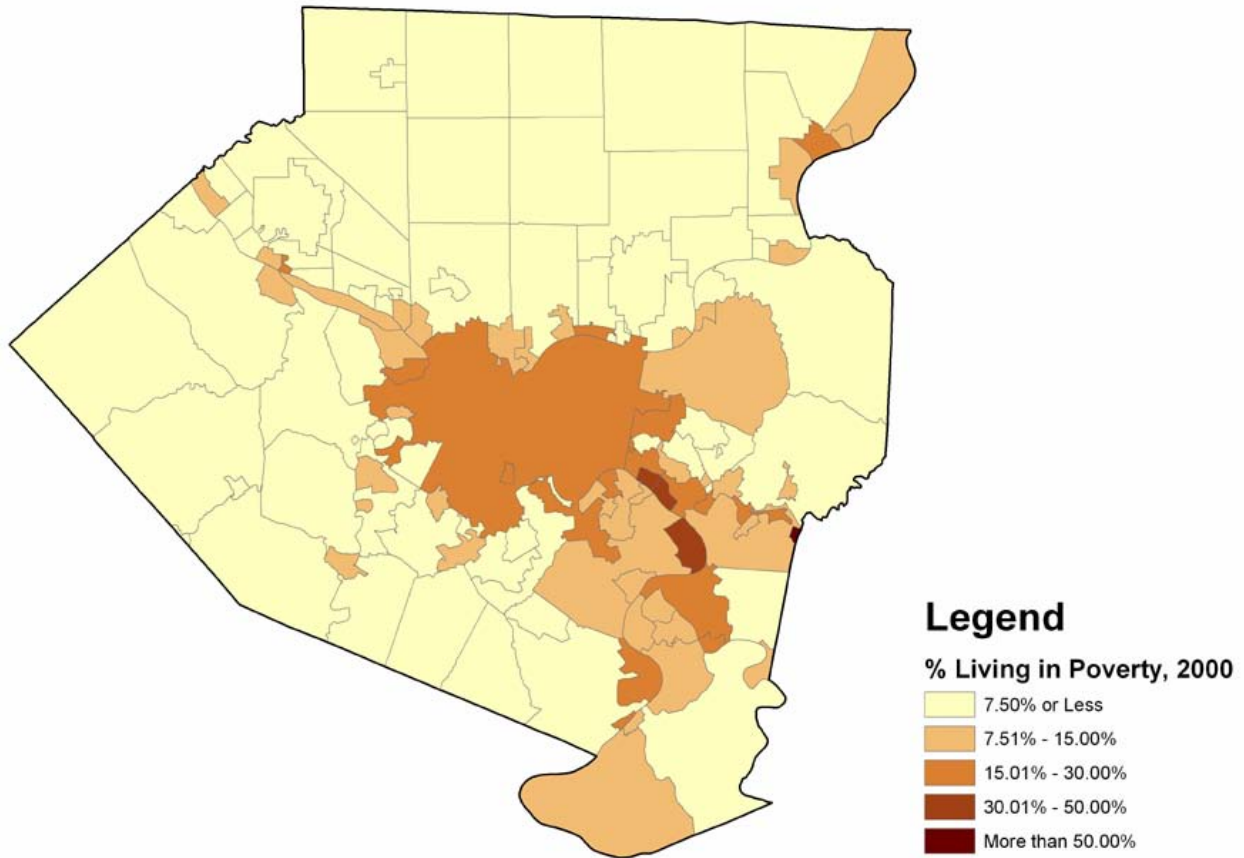 Legend
% Living in Poverty, 2000
7.50% or Less
7.51% - 15.00%
15.01% - 30.00%
30.01% - 50.00%
More than 50.00%